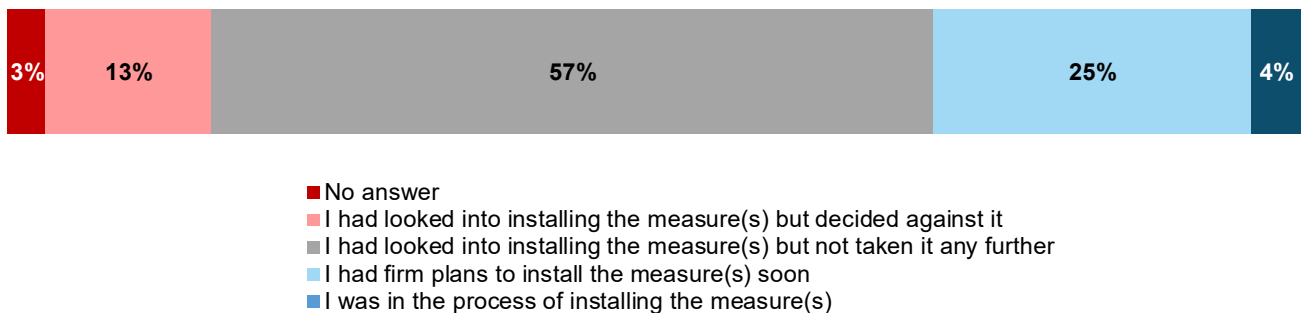 3% 13% 57% 25% 4%
No answer
I had looked into installing the measure(s) but decided against it
I had looked into installing the measure(s) but not taken it any further
I had firm plans to install the measure(s) soon
I was in the process of installing the measure(s)